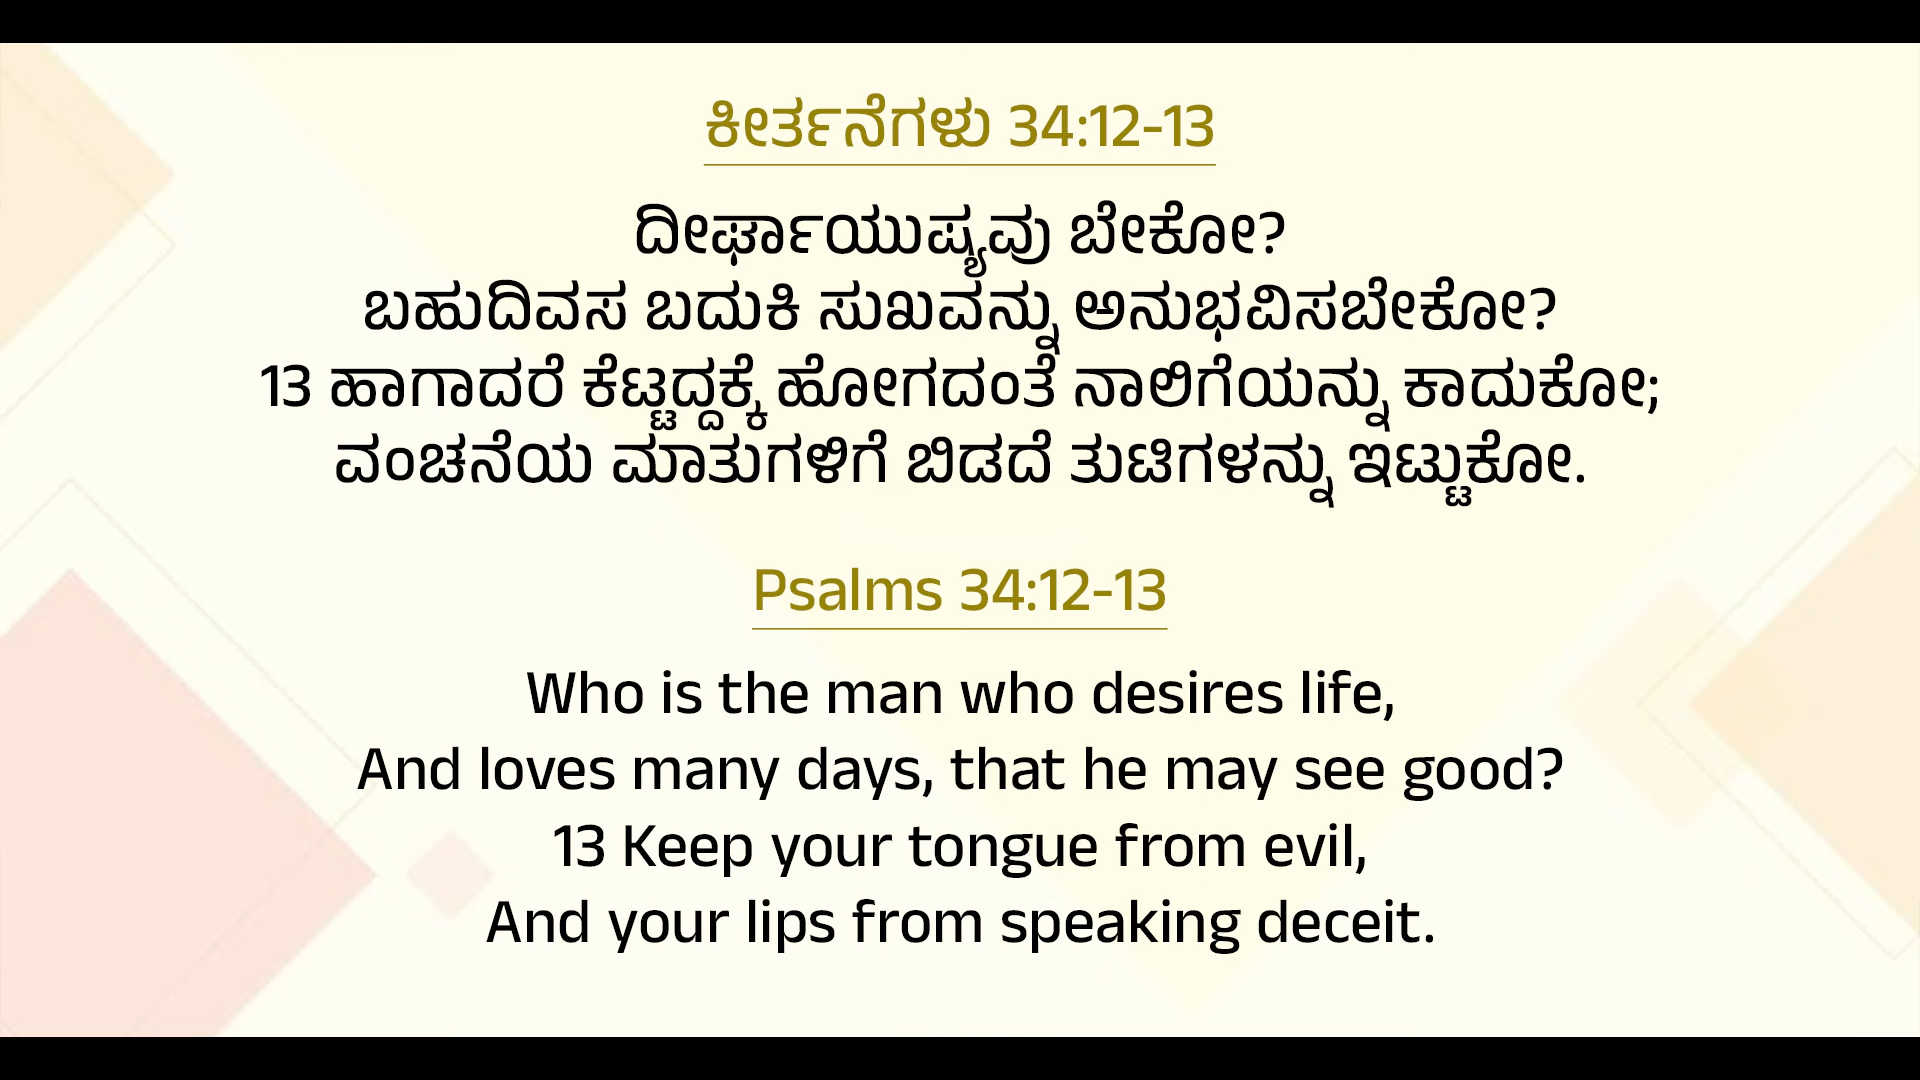 ಕೀರ್ತನೆಗಳು 34:12-13
ದೀರ್ಘಾಯುಷ್ಯವು ಬೇಕೋ?
ಬಹುದಿವಸ ಬದುಕಿ ಸುಖವನ್ನು ಅನುಭವಿಸಬೇಕೋ?
13 ಹಾಗಾದರೆ ಕೆಟ್ಟದ್ದಕ್ಕೆ ಹೋಗದಂತೆ ನಾಲಿಗೆಯನ್ನು ಕಾದುಕೋ;
ವಂಚನೆಯ ಮಾತುಗಳಿಗೆ ಬಿಡದೆ ತುಟಿಗಳನ್ನು ಇಟ್ಟುಕೋ.
Psalms 34:12-13
Who is the man who desires life,
And loves many days, that he may see good?
13 Keep your tongue from evil,
And your lips from speaking deceit.